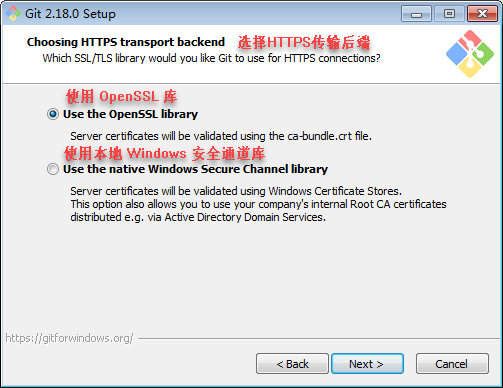 Git 2.18.0 Setup
Choosing HTTPS transport backend 选择HTTPS传输后端
Which SSL/TLS library would you like Git to use for HTTPS connections?
使用 OpenSSL 库
Use the OpenSSL library
Server certificates will be validated using the ca-bundle.crt file.
使用本地 Windows 安全通道库
Use the native Windows Secure Channel library
Server certificates will be validated using Windows Certificate Stores.
This option also allows you to use your company's internal Root CA certificates
distributed e.g. via Active Directory Domain Services.
https://gitforwindows.org/
< Back Next > Cancel